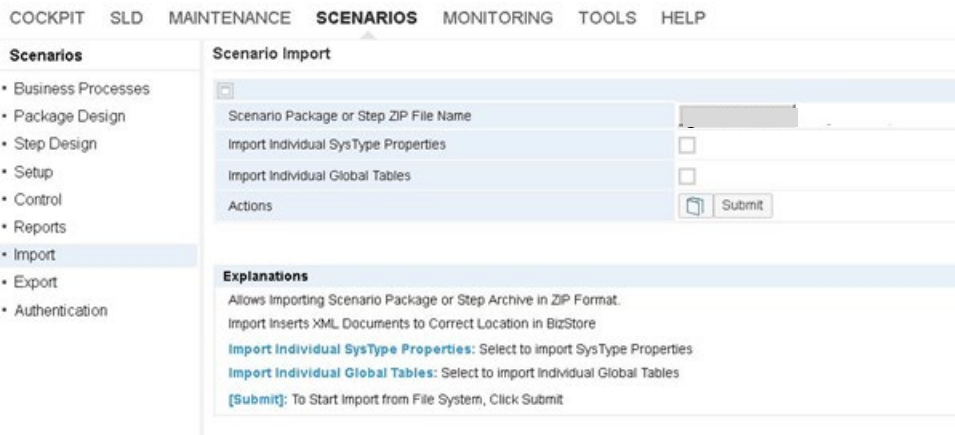 COCKPIT SLD MAINTENANCE SCENARIOS MONITORING TOOLS HELP
Scenarios
• Business Processes
• Package Design
• Step Design
• Setup
• Control
• Reports
• Import
• Export
• Authentication
Scenario Import
Scenario Package or Step ZIP File Name
Import Individual SysType Properties
Import Individual Global Tables
Actions Submit
Explanations
Allows Importing Scenario Package or Step Archive in ZIP Format.
Import Inserts XML Documents to Correct Location in BizStore
Import Individual SysType Properties: Select to import SysType Properties
Import Individual Global Tables: Select to import Individual Global Tables
[Submit]: To Start Import from File System, Click Submit